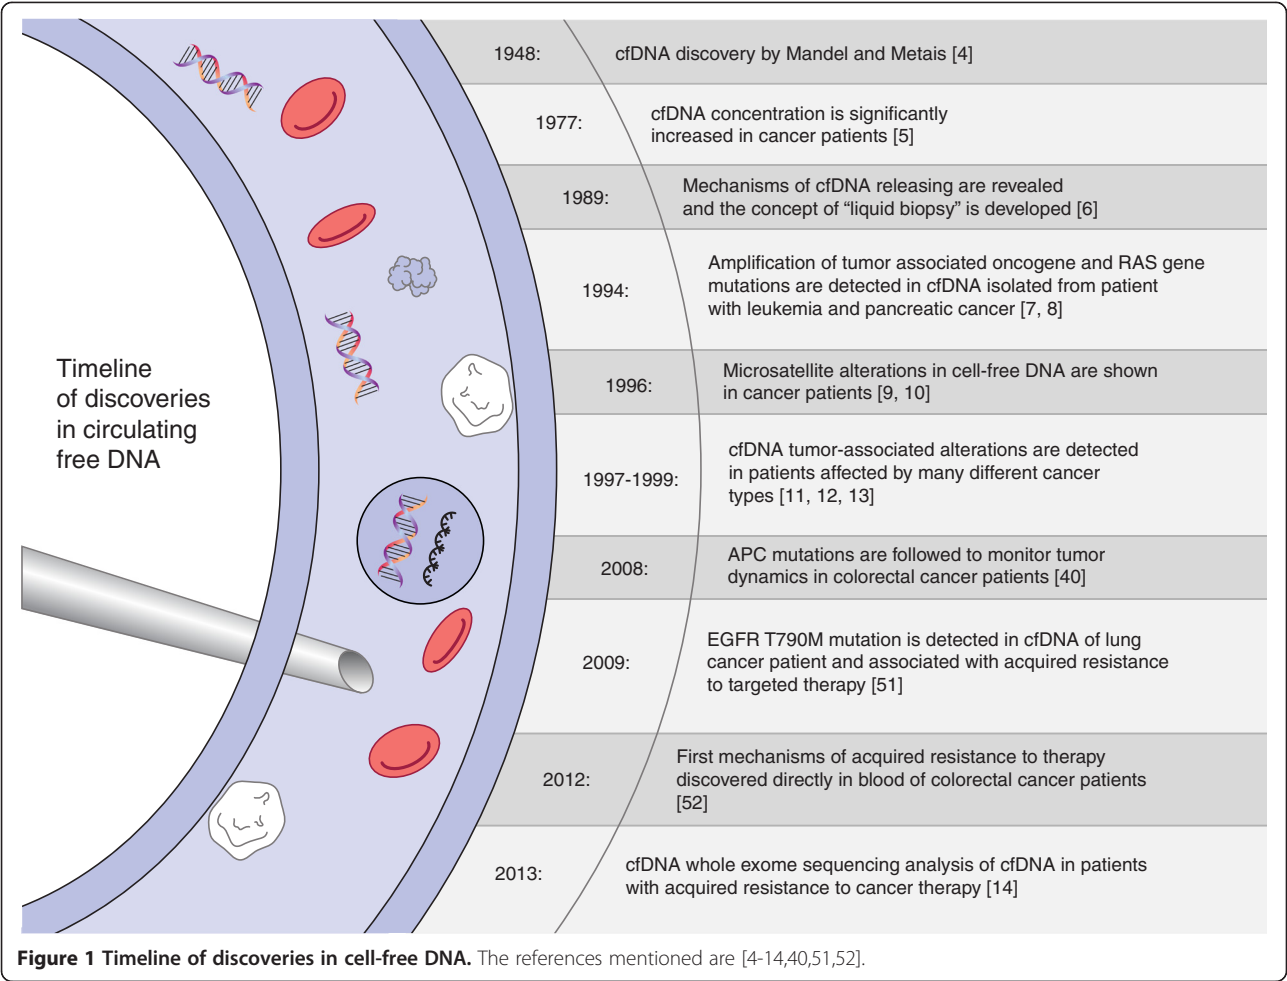 Timeline
of discoveries
in circulating
free DNA
1948: cfDNA discovery by Mandel and Metais [4]
1977: cfDNA concentration is significantly
increased in cancer patients [5]
1989: Mechanisms of cfDNA releasing are revealed
and the concept of “liquid biopsy” is developed [6]
1994: Amplification of tumor associated oncogene and RAS gene
mutations are detected in cfDNA isolated from patient
with leukemia and pancreatic cancer [7, 8]
1996: Microsatellite alterations in cell-free DNA are shown
in cancer patients [9, 10]
1997-1999: cfDNA tumor-associated alterations are detected
in patients affected by many different cancer
types [11, 12, 13]
2008: APC mutations are followed to monitor tumor
dynamics in colorectal cancer patients [40]
2009: EGFR T790M mutation is detected in cfDNA of lung
cancer patient and associated with acquired resistance
to targeted therapy [51]
2012: First mechanisms of acquired resistance to therapy
discovered directly in blood of colorectal cancer patients
[52]
2013: cfDNA whole exome sequencing analysis of cfDNA in patients
with acquired resistance to cancer therapy [14]
Figure 1 Timeline of discoveries in cell-free DNA. The references mentioned are [4-14,40,51,52].